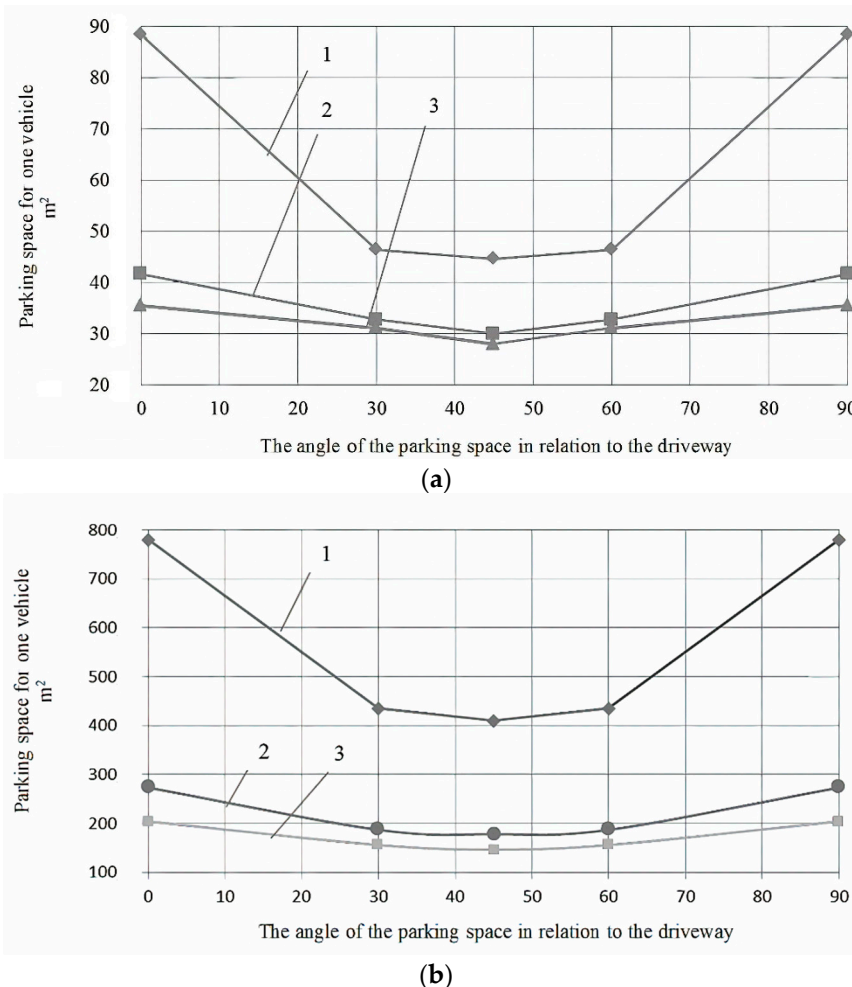 90
80
70
60
50
40
30
20
Parking space for one vehicle
m²
1
2
3
0 10 20 30 40 50 60 70 80 90
The angle of the parking space in relation to the driveway
(a)
800
700
600
500
400
300
200
100
Parking space for one vehicle
m²
1
2
3
0 10 20 30 40 50 60 70 80 90
The angle of the parking space in relation to the driveway
(b)